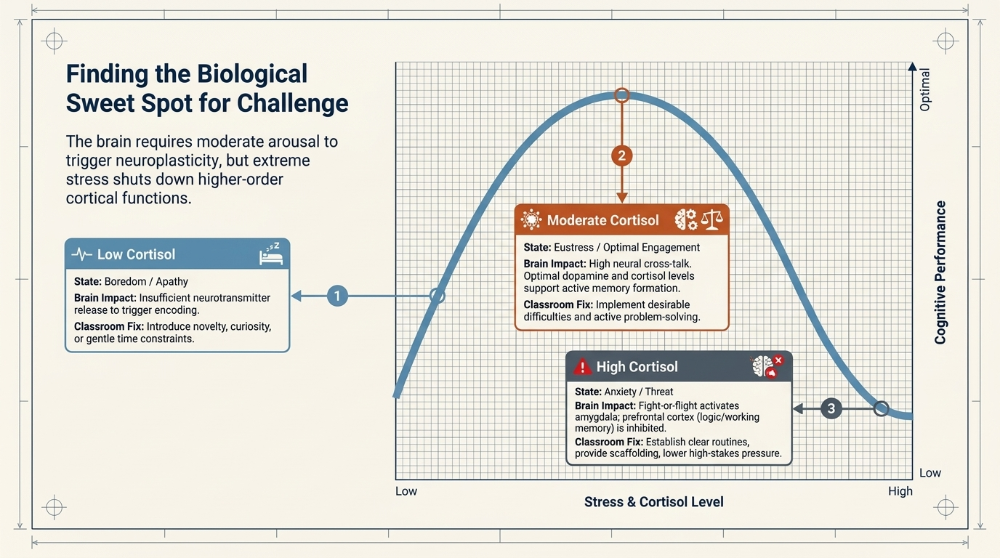 Finding the Biological
Sweet Spot for Challenge
The brain requires moderate arousal to
trigger neuroplasticity, but extreme
stress shuts down higher-order
cortical functions.
Low Cortisol
zzZ
State: Boredom / Apathy
Brain Impact: Insufficient neurotransmitter
release to trigger encoding.
Classroom Fix: Introduce novelty, curiosity,
or gentle time constraints.
1
2
Moderate Cortisol
State: Eustress / Optimal Engagement
Brain Impact: High neural cross-talk.
Optimal dopamine and cortisol levels
support active memory formation.
Classroom Fix: Implement desirable
difficulties and active problem-solving.
High Cortisol
State: Anxiety / Threat
Brain Impact: Fight-or-flight activates
amygdala; prefrontal cortex (logic/working
memory) is inhibited.
Classroom Fix: Establish clear routines,
provide scaffolding, lower high-stakes pressure.
3
Optimal
Cognitive Performance
Low
Low
High
Stress & Cortisol Level